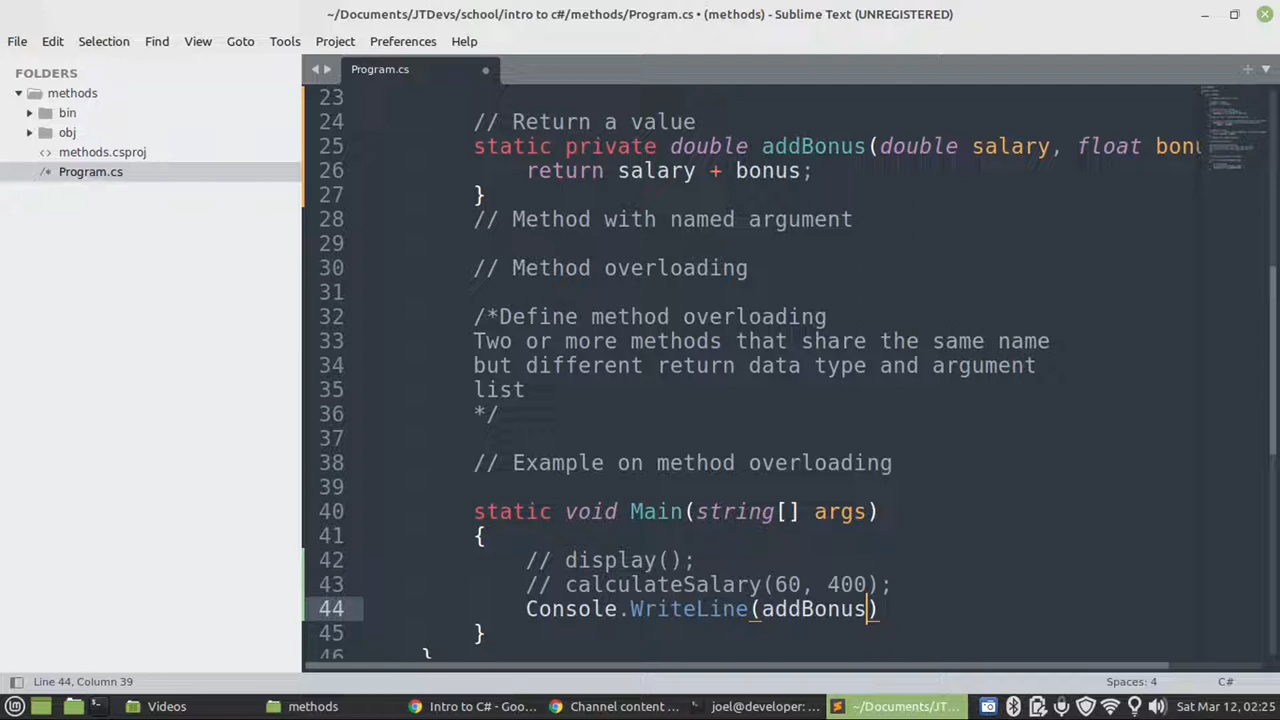 ~/Documents/JTDevs/school/intro to c#/methods/Program.cs • (methods) - Sublime Text (UNREGISTERED)
File Edit Selection Find View Goto Tools Project Preferences Help
FOLDERS
methods
bin
obj
methods.csproj
Program.cs
Program.cs
23
24 // Return a value
25 static private double addBonus(double salary, float bonu
26 return salary + bonus;
27 }
28 // Method with named argument
29
30 // Method overloading
31
32 /*Define method overloading
33 Two or more methods that share the same name
34 but different return data type and argument
35 list
36 */
37
38 // Example on method overloading
39
40 static void Main(string[] args)
41 {
42 // display();
43 // calculateSalary(60, 400);
44 Console.WriteLine(addBonus)
45 }
46 }
Line 44, Column 39 Spaces: 4 C#
Videos methods Intro to C# - Goo... Channel content ... joel@developer: ... ~/Documents/JT... Sat Mar 12, 02:25